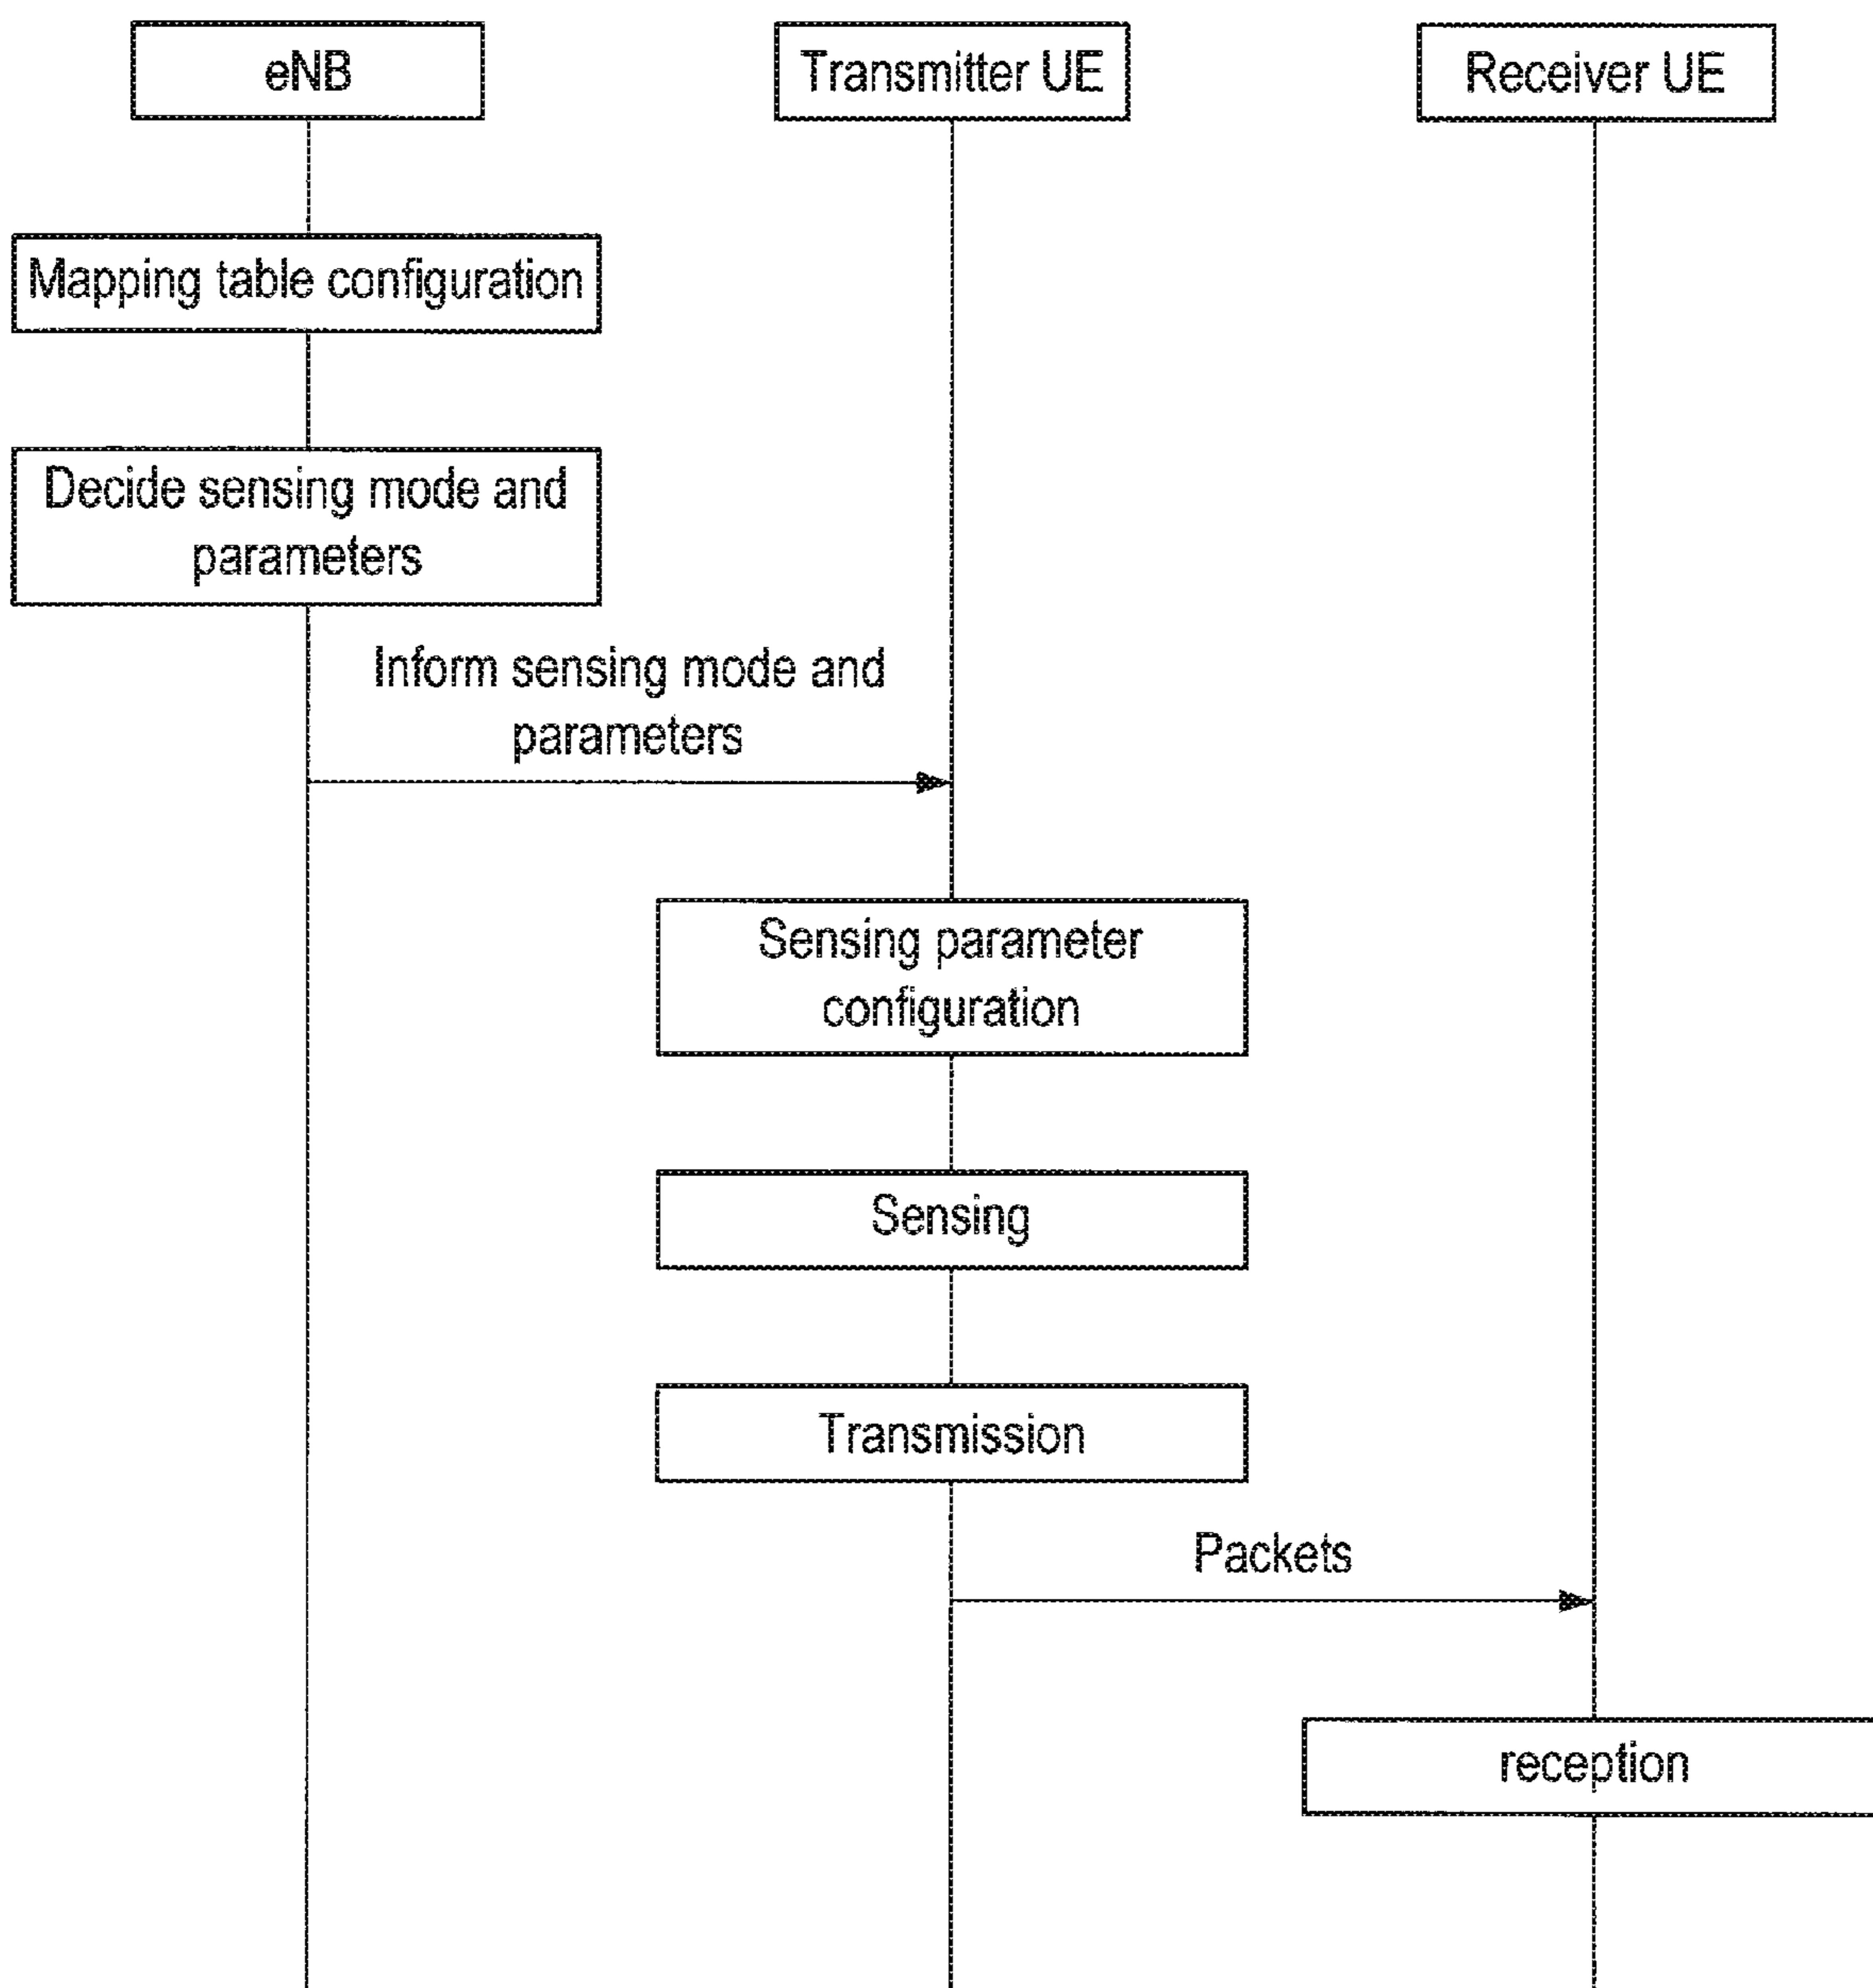 eNB
Transmitter UE
Receiver UE
Mapping table configuration
Decide sensing mode and
parameters
Inform sensing mode and
parameters
Sensing parameter
configuration
Sensing
Transmission
Packets
reception